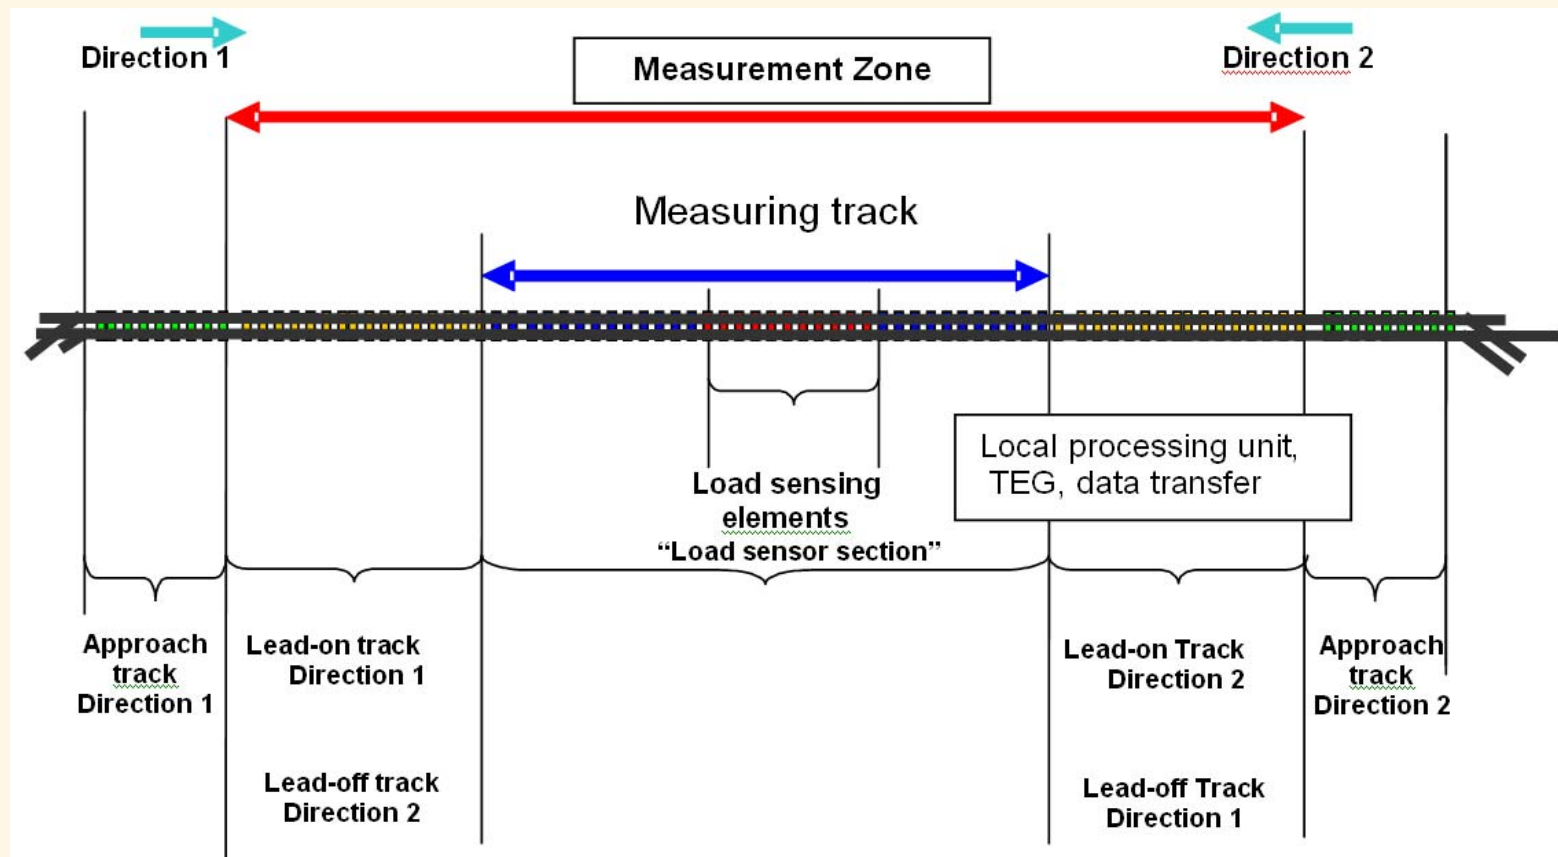 Direction 1
Measurement Zone
Direction 2
Measuring track
Local processing unit,
TEG, data transfer
Load sensing
elements
“Load sensor section”
Approach
track
Direction 1
Lead-on track
Direction 1
Lead-on Track
Direction 2
Approach
track
Direction 2
Lead-off track
Direction 2
Lead-off Track
Direction 1